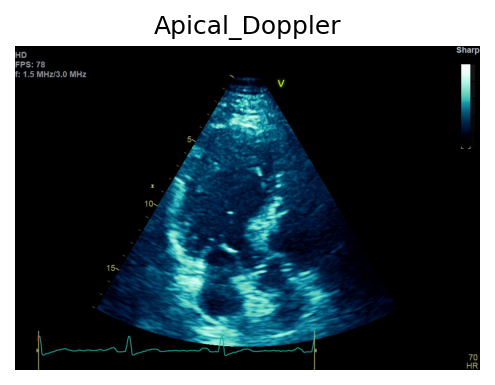 Apical_Doppler
HD
FPS: 78
f: 1.5 MHz/3.0 MHz
Sharp
V
5
10
15
70
HR